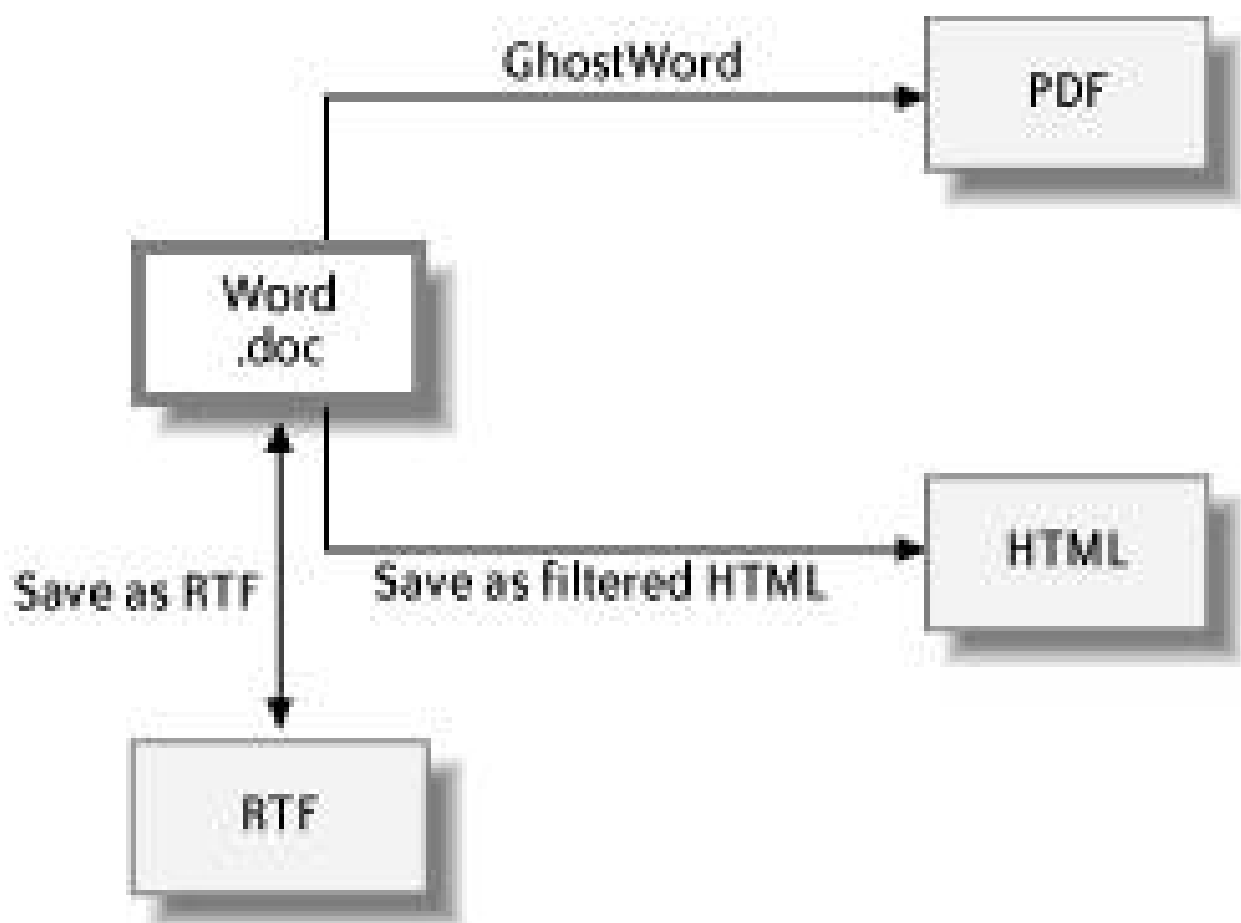 GhostWord
PDF
Word
.doc
HTML
Save as RTF
Save as filtered HTML
RTF